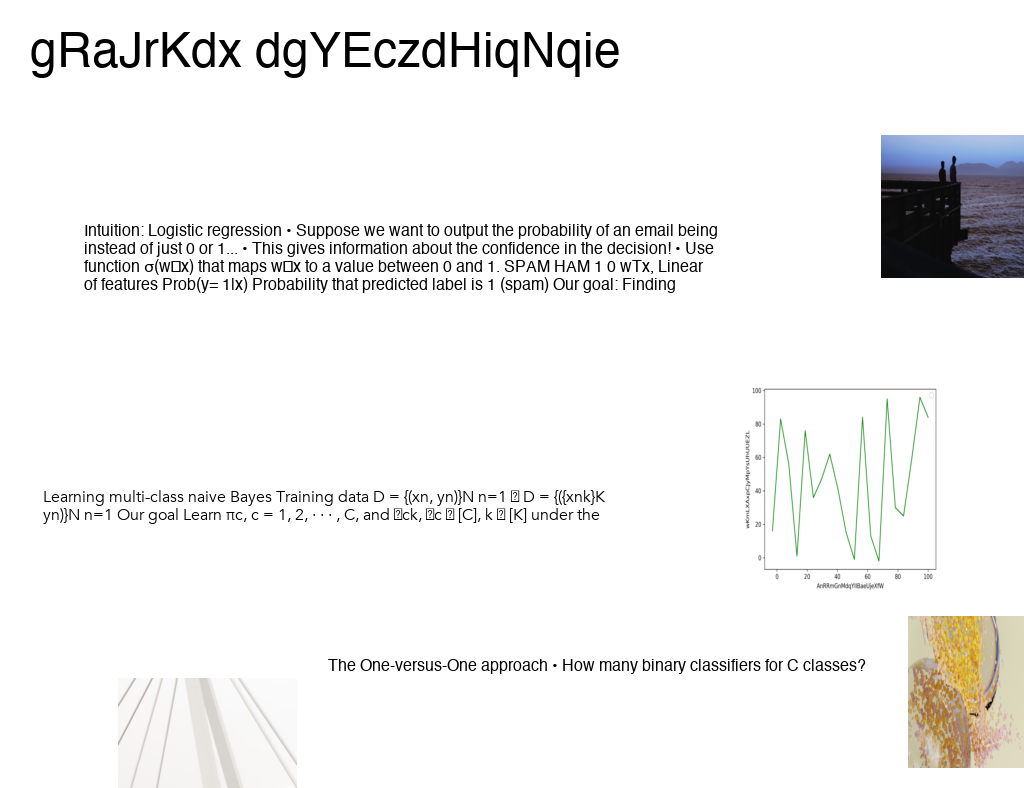 gRaJrKdx dgYEczdHiqNqie
Intuition: Logistic regression • Suppose we want to output the probability of an email being
instead of just 0 or 1... • This gives information about the confidence in the decision! • Use
function σ(w□x) that maps w□x to a value between 0 and 1. SPAM HAM 1 0 wTx, Linear
of features Prob(y= 1|x) Probability that predicted label is 1 (spam) Our goal: Finding
100
80
60
40
20
0
0 20 40 60 80 100
Learning multi-class naive Bayes Training data D = {(xn, yn)}N n=1 ⍰ D = {({xnk}K
yn)}N n=1 Our goal Learn πc, c = 1, 2, · · · , C, and ⍰ck, ⍰c ⍰ [C], k ⍰ [K] under the
The One-versus-One approach • How many binary classifiers for C classes?